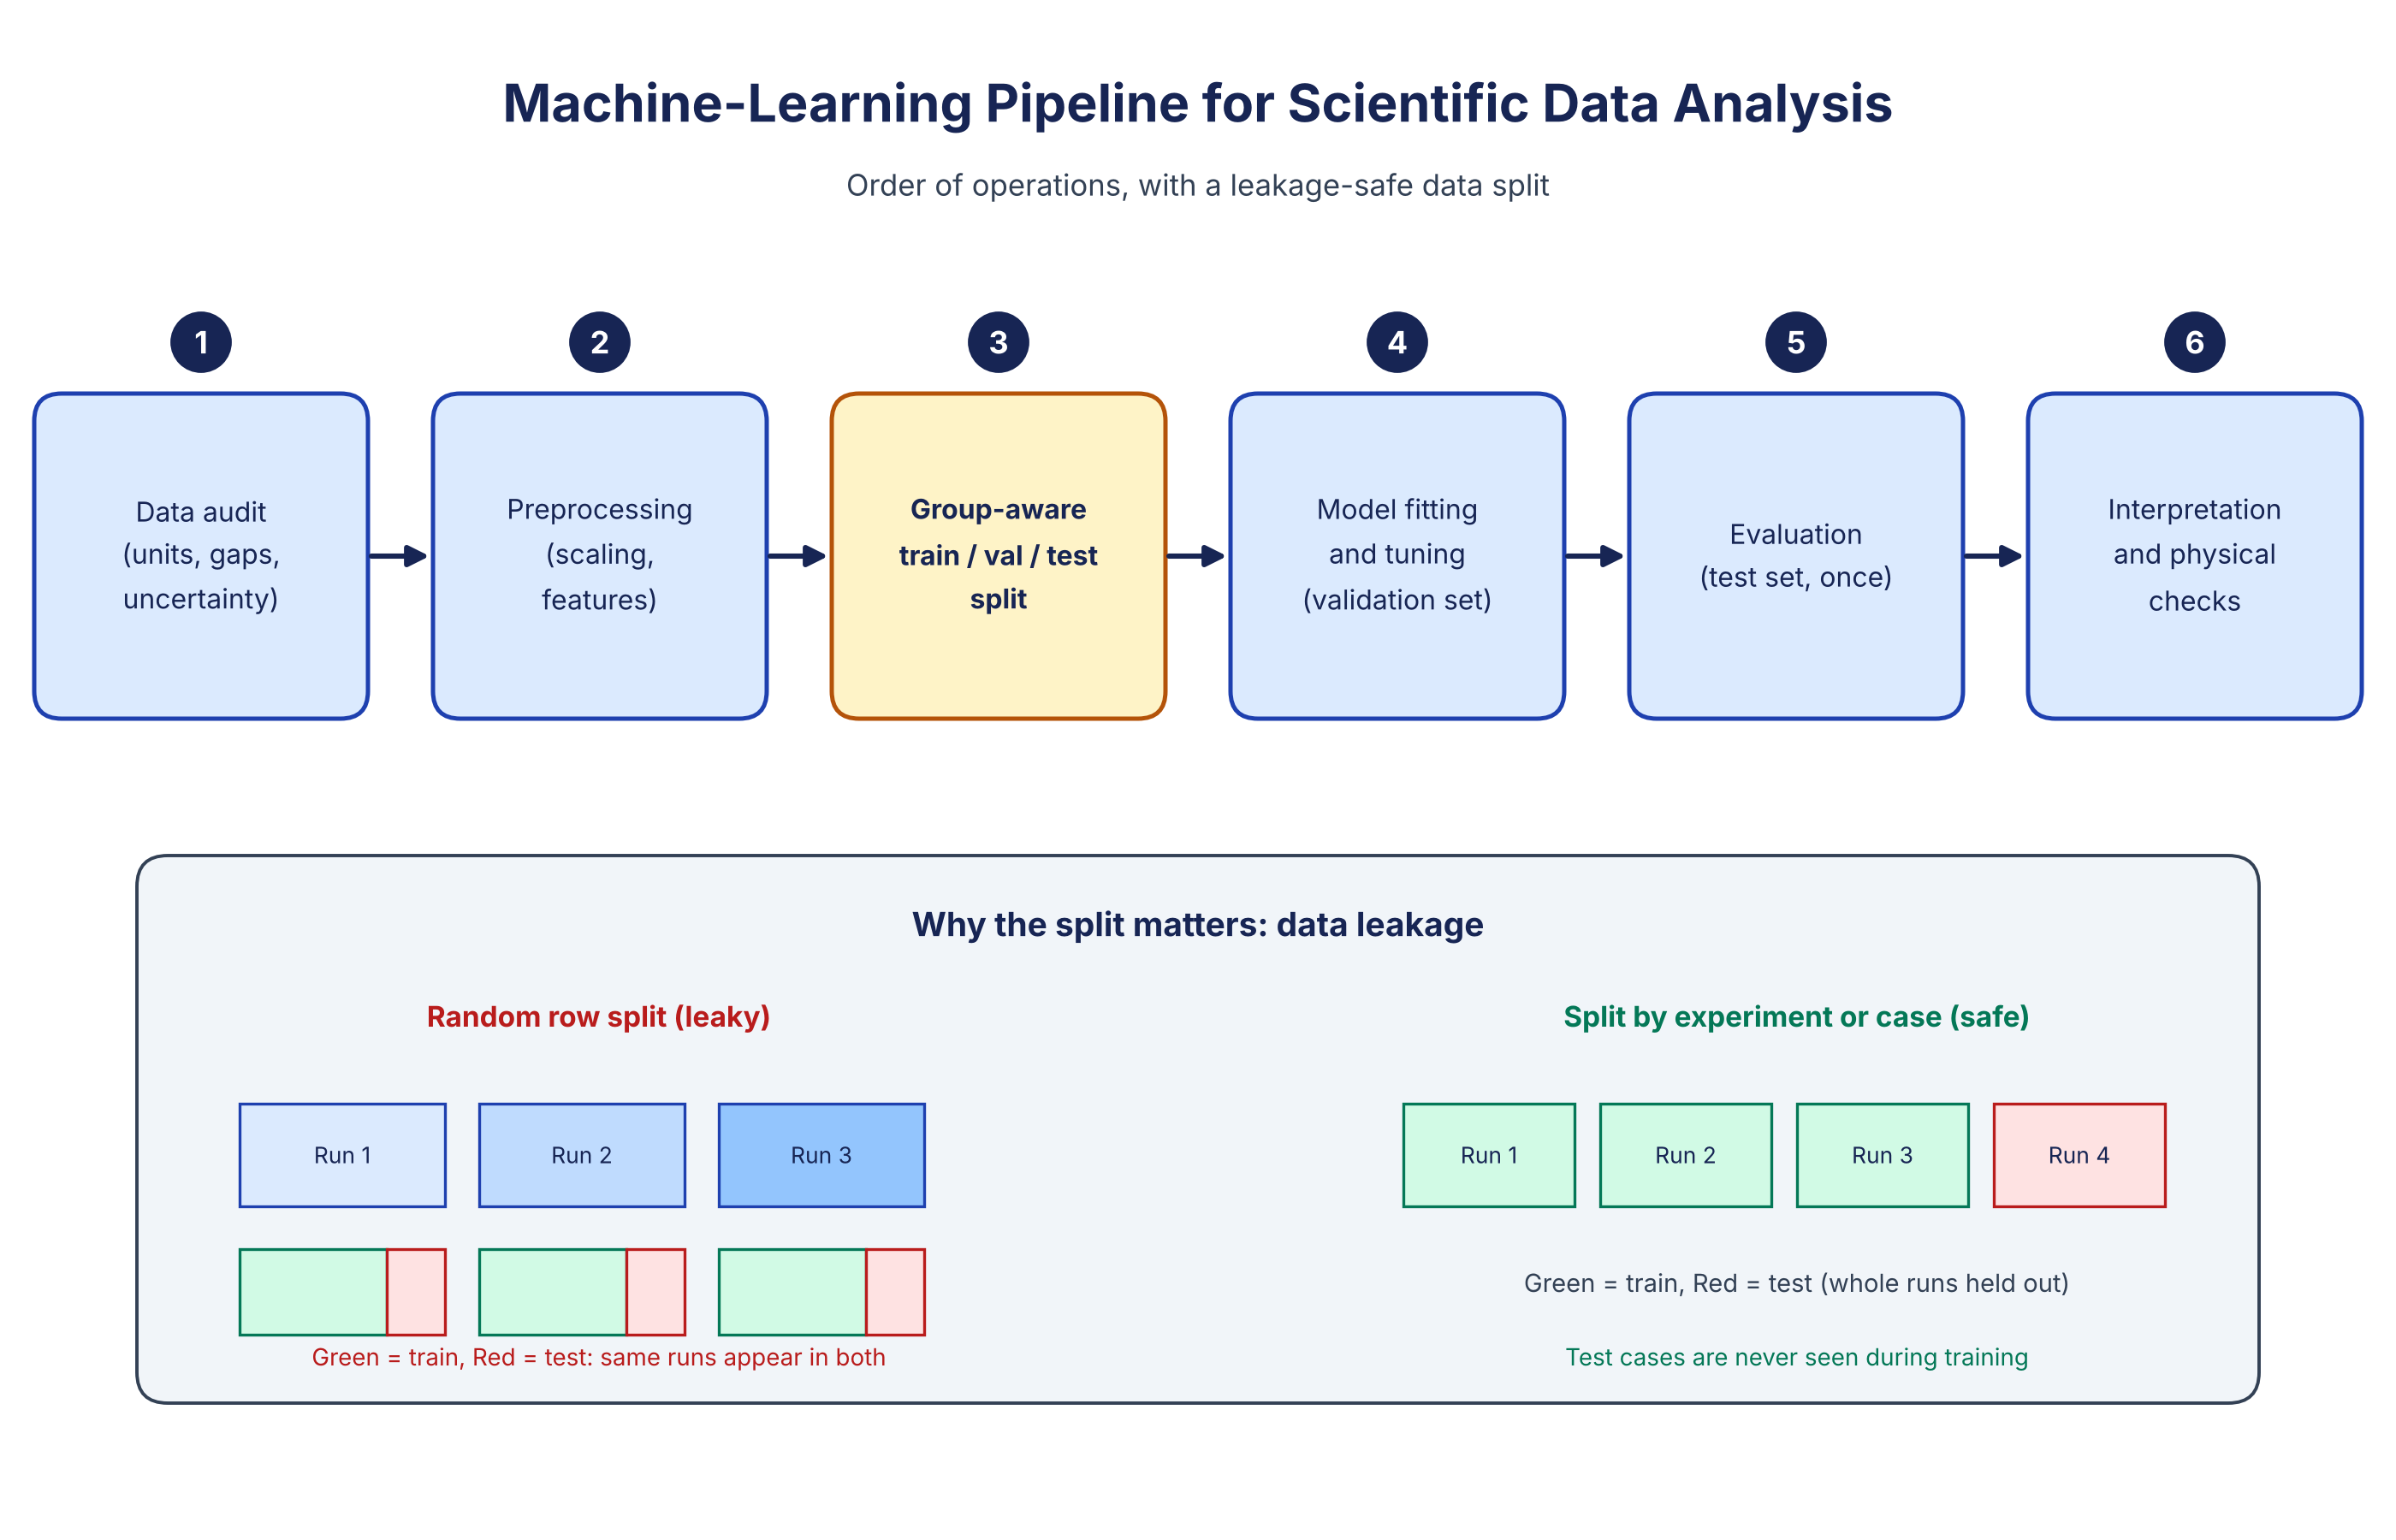 Machine-Learning Pipeline for Scientific Data Analysis
Order of operations, with a leakage-safe data split
1
2
3
4
5
6
Data audit
(units, gaps,
uncertainty)
Preprocessing
(scaling,
features)
Group-aware
train / val / test
split
Model fitting
and tuning
(validation set)
Evaluation
(test set, once)
Interpretation
and physical
checks
Why the split matters: data leakage
Random row split (leaky)
Run 1
Run 2
Run 3
Green = train, Red = test: same runs appear in both
Split by experiment or case (safe)
Run 1
Run 2
Run 3
Run 4
Green = train, Red = test (whole runs held out)
Test cases are never seen during training